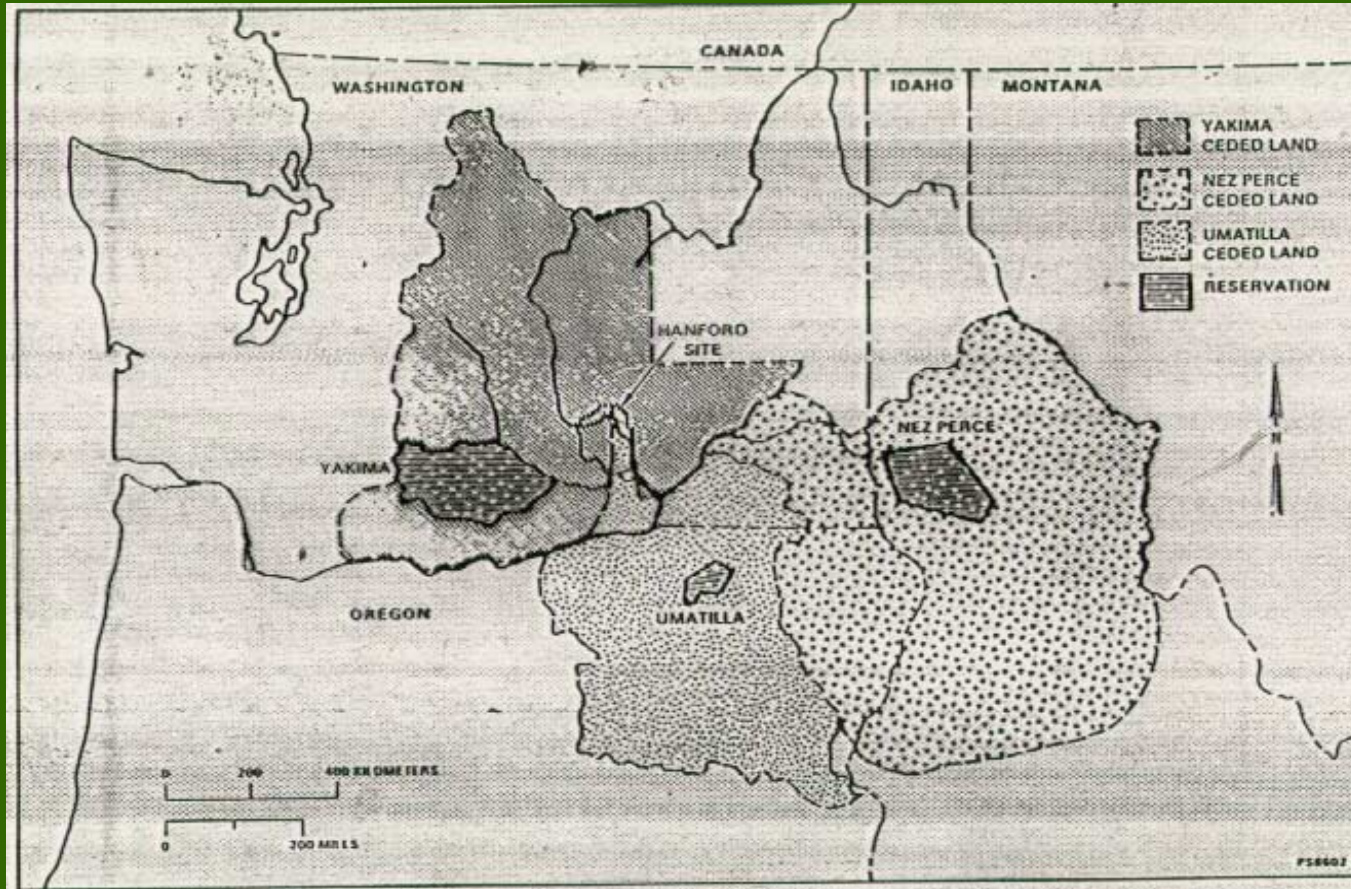 CANADA
WASHINGTON
IDAHO
MONTANA
YAKIMA
CEDED LAND
NEZ PERCE
CEDED LAND
UMATILLA
CEDED LAND
RESERVATION
HANFORD
SITE
NEZ PERCE
N
YAKIMA
UMATILLA
OREGON
0 200 400 KILOMETERS
0 200 MILES
PS8602